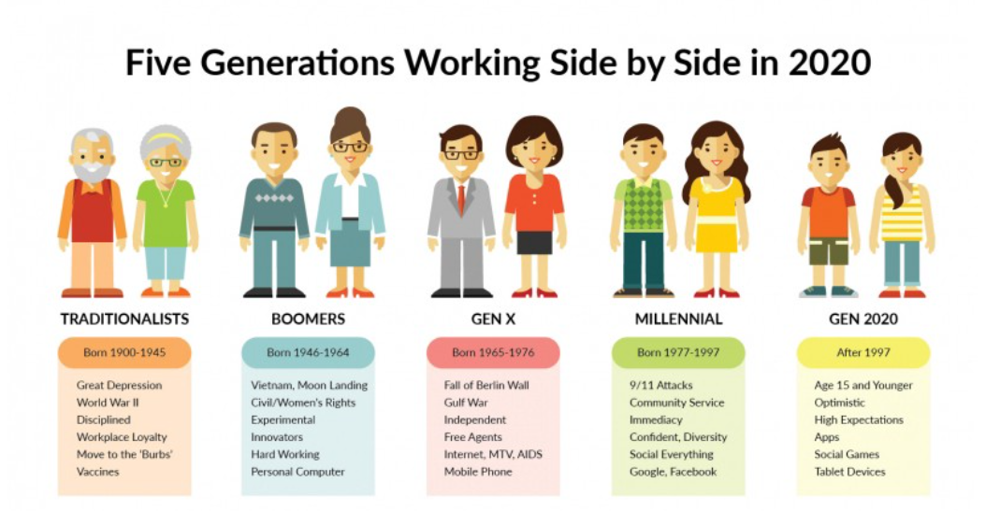 Five Generations Working Side by Side in 2020
TRADITIONALISTS
Born 1900-1945
Great Depression
World War II
Disciplined
Workplace Loyalty
Move to the 'Burbs'
Vaccines
BOOMERS
Born 1946-1964
Vietnam, Moon Landing
Civil/Women's Rights
Experimental
Innovators
Hard Working
Personal Computer
GEN X
Born 1965-1976
Fall of Berlin Wall
Gulf War
Independent
Free Agents
Internet, MTV, AIDS
Mobile Phone
MILLENNIAL
Born 1977-1997
9/11 Attacks
Community Service
Immediacy
Confident, Diversity
Social Everything
Google, Facebook
GEN 2020
After 1997
Age 15 and Younger
Optimistic
High Expectations
Apps
Social Games
Tablet Devices